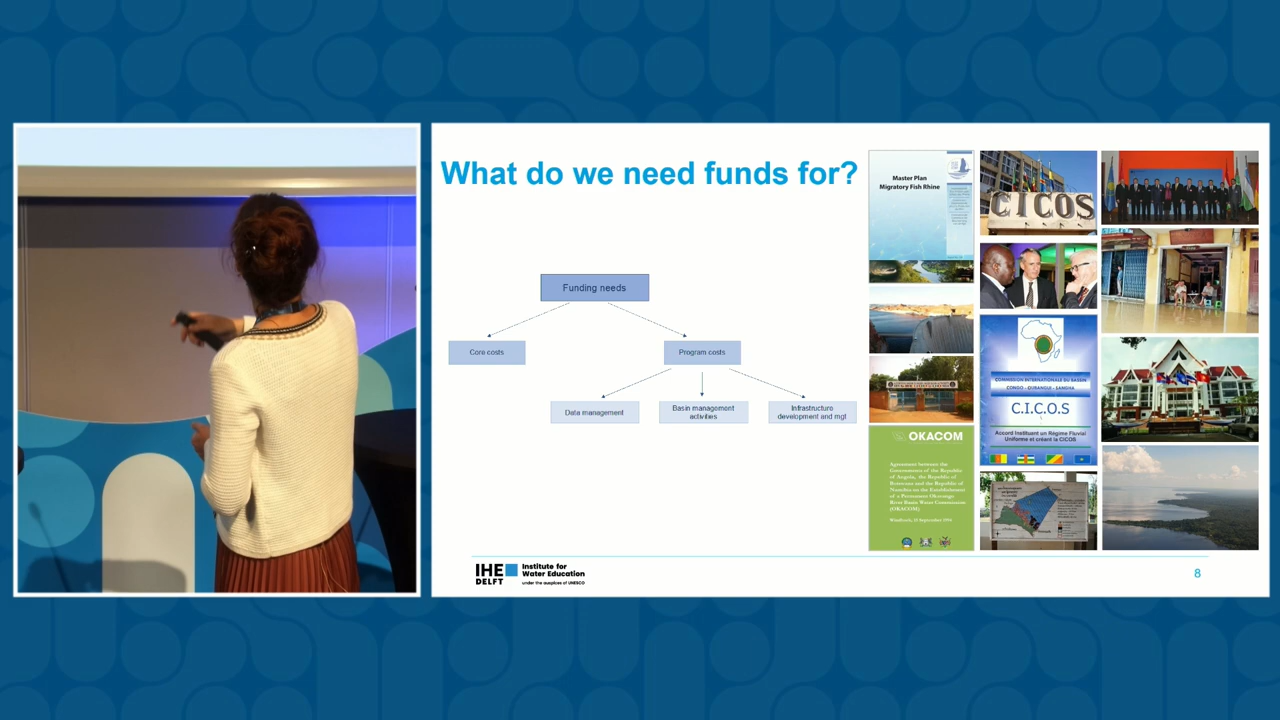 What do we need funds for?
Funding needs
Core costs
Program costs
Data management
Basin management
activities
Infrastructure
development and mgt
Master Plan
Migratory Fish Rhine
CICOS
COMMISSION INTERNATIONALE DU BASSIN
CONGO - OUBANGUI - SANGHA
C.I.C.O.S
Accord Instituant un Régime Fluvial
Uniforme et créant la CICOS
OKACOM
Agreement between the
Governments of the Republic
of Angola, the Republic of
Botswana and the Republic of
Namibia on the Establishment
of a Permanent Okavango
River Basin Water Commission
(OKACOM)
Windhoek, 15 September 1994
IHE
DELFT
Institute for
Water Education
under the auspices of UNESCO
8